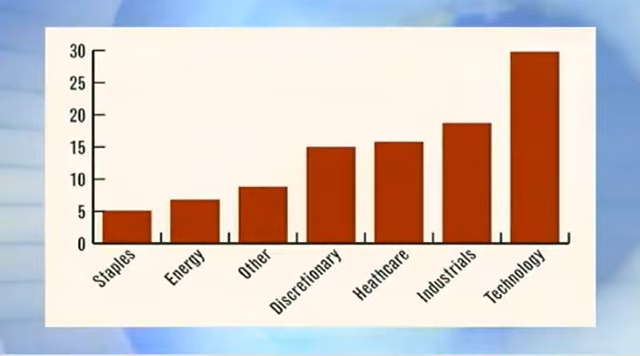 30
25
20
15
10
5
0
Staples
Energy
Other
Discretionary
Heathcare
Industrials
Technology